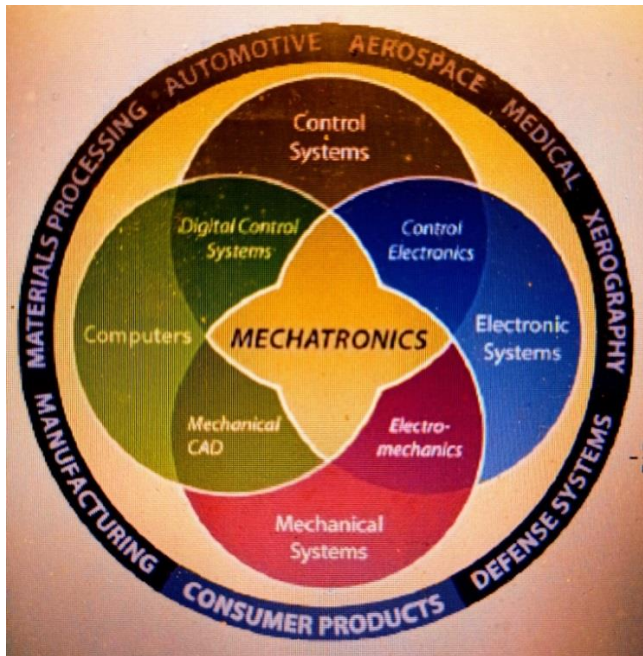 MATERIALS PROCESSING
AUTOMOTIVE
AEROSPACE
MEDICAL
XEROGRAPHY
DEFENSE SYSTEMS
CONSUMER PRODUCTS
MANUFACTURING
Control
Systems
Digital Control
Systems
Control
Electronics
Computers
MECHATRONICS
Electronic
Systems
Mechanical
CAD
Electro-
mechanics
Mechanical
Systems